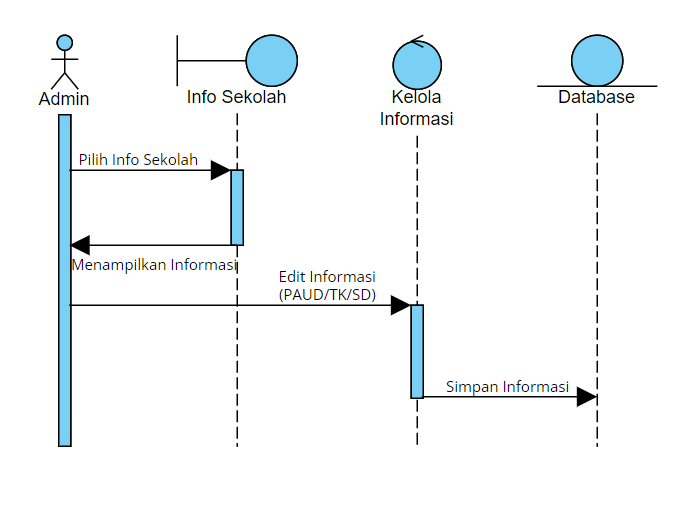 Admin
Info Sekolah
Kelola
Informasi
Database
Pilih Info Sekolah
Menampilkan Informasi
Edit Informasi
(PAUD/TK/SD)
Simpan Informasi